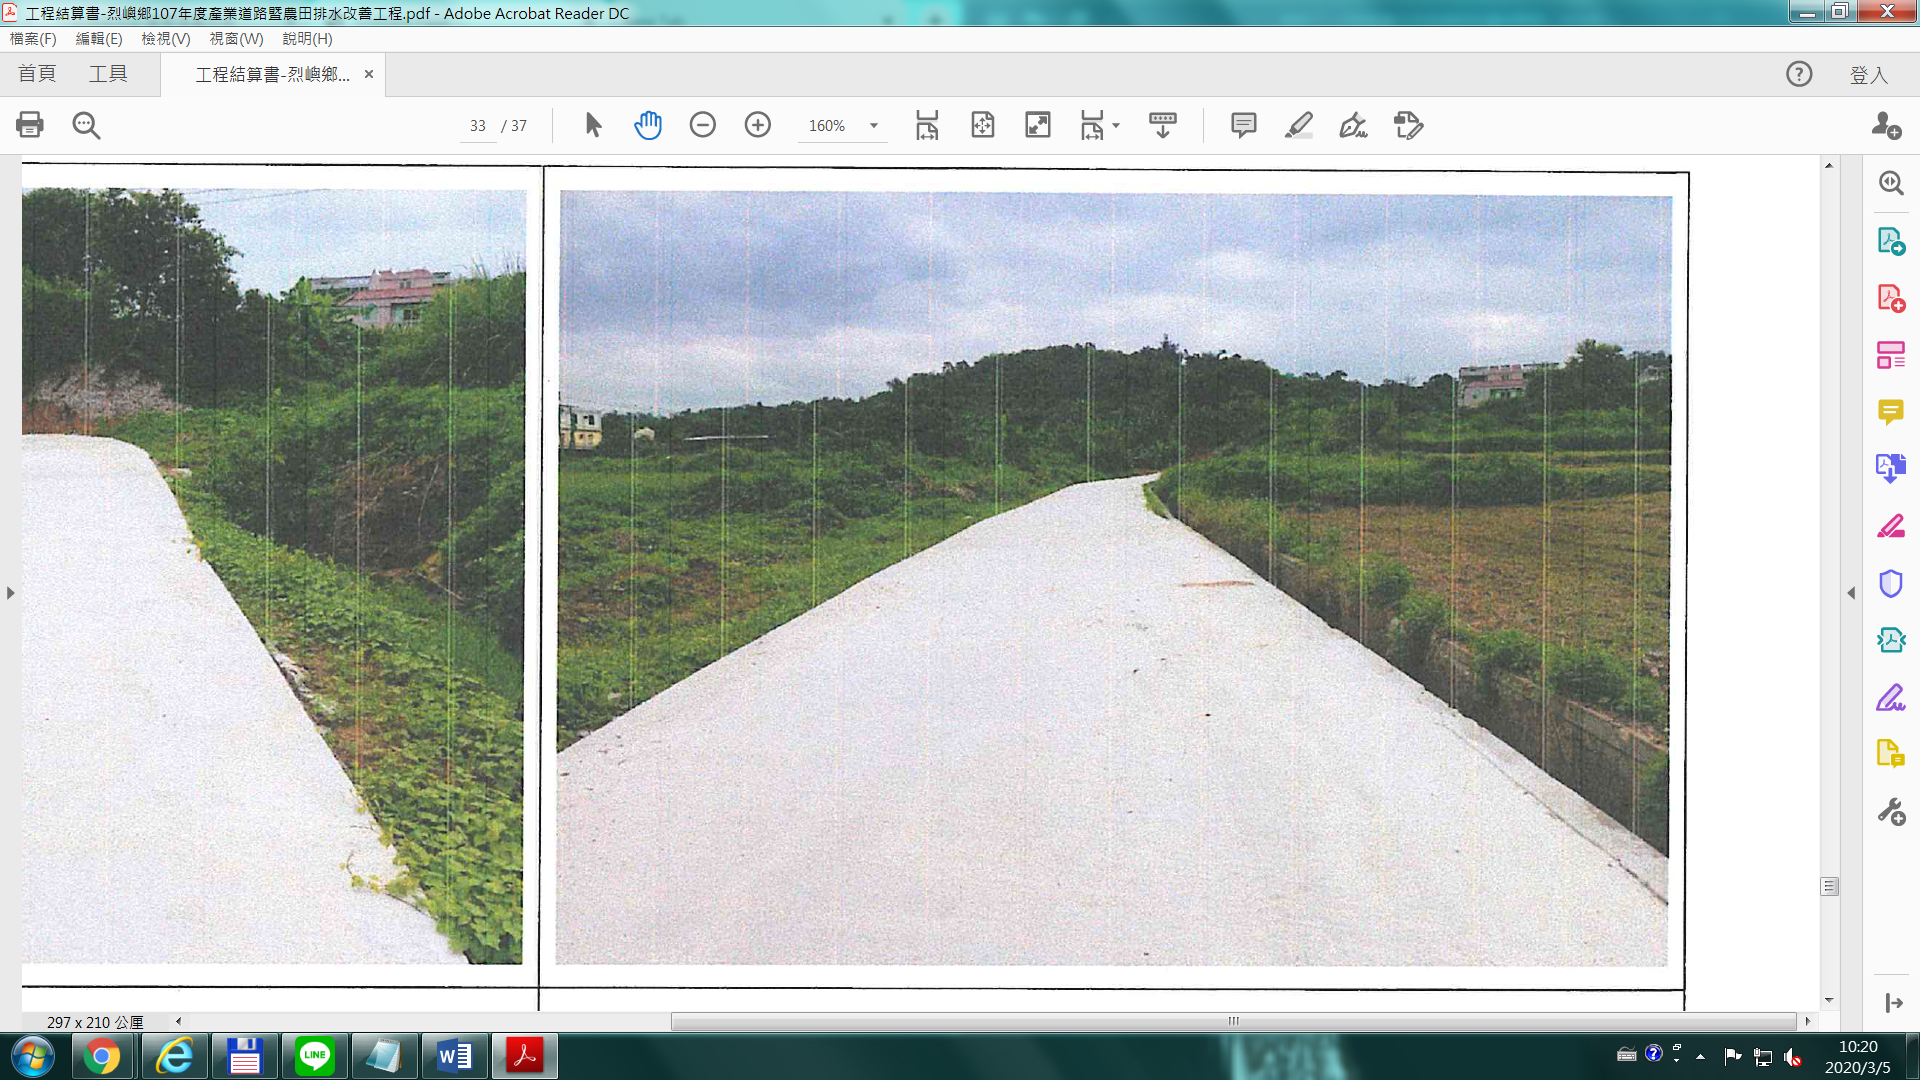 工程結算書-烈嶼鄉107年度產業道路暨農田排水改善工程.pdf - Adobe Acrobat Reader DC
檔案(F) 編輯(E) 檢視(V) 視窗(W) 說明(H)
首頁 工具 工程結算書-烈嶼鄉... × 登入
33 / 37 160%
297 x 210 公厘
LINE
10:20
2020/3/5